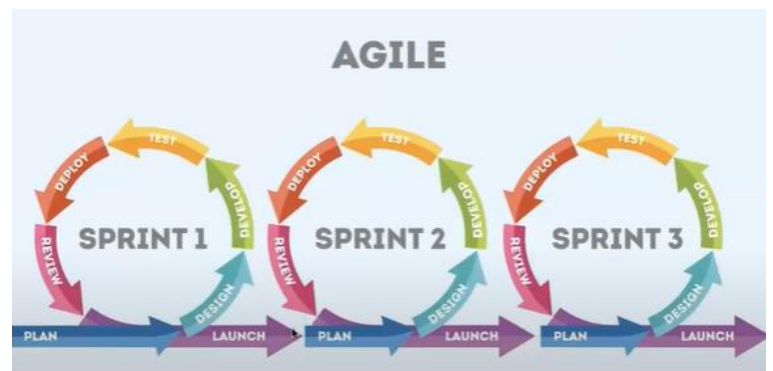 AGILE
TEST
DEPLOY
DEVELOP
SPRINT 1
REVIEW
DESIGN
PLAN
LAUNCH
TEST
DEPLOY
DEVELOP
SPRINT 2
REVIEW
DESIGN
PLAN
LAUNCH
TEST
DEPLOY
DEVELOP
SPRINT 3
REVIEW
DESIGN
PLAN
LAUNCH